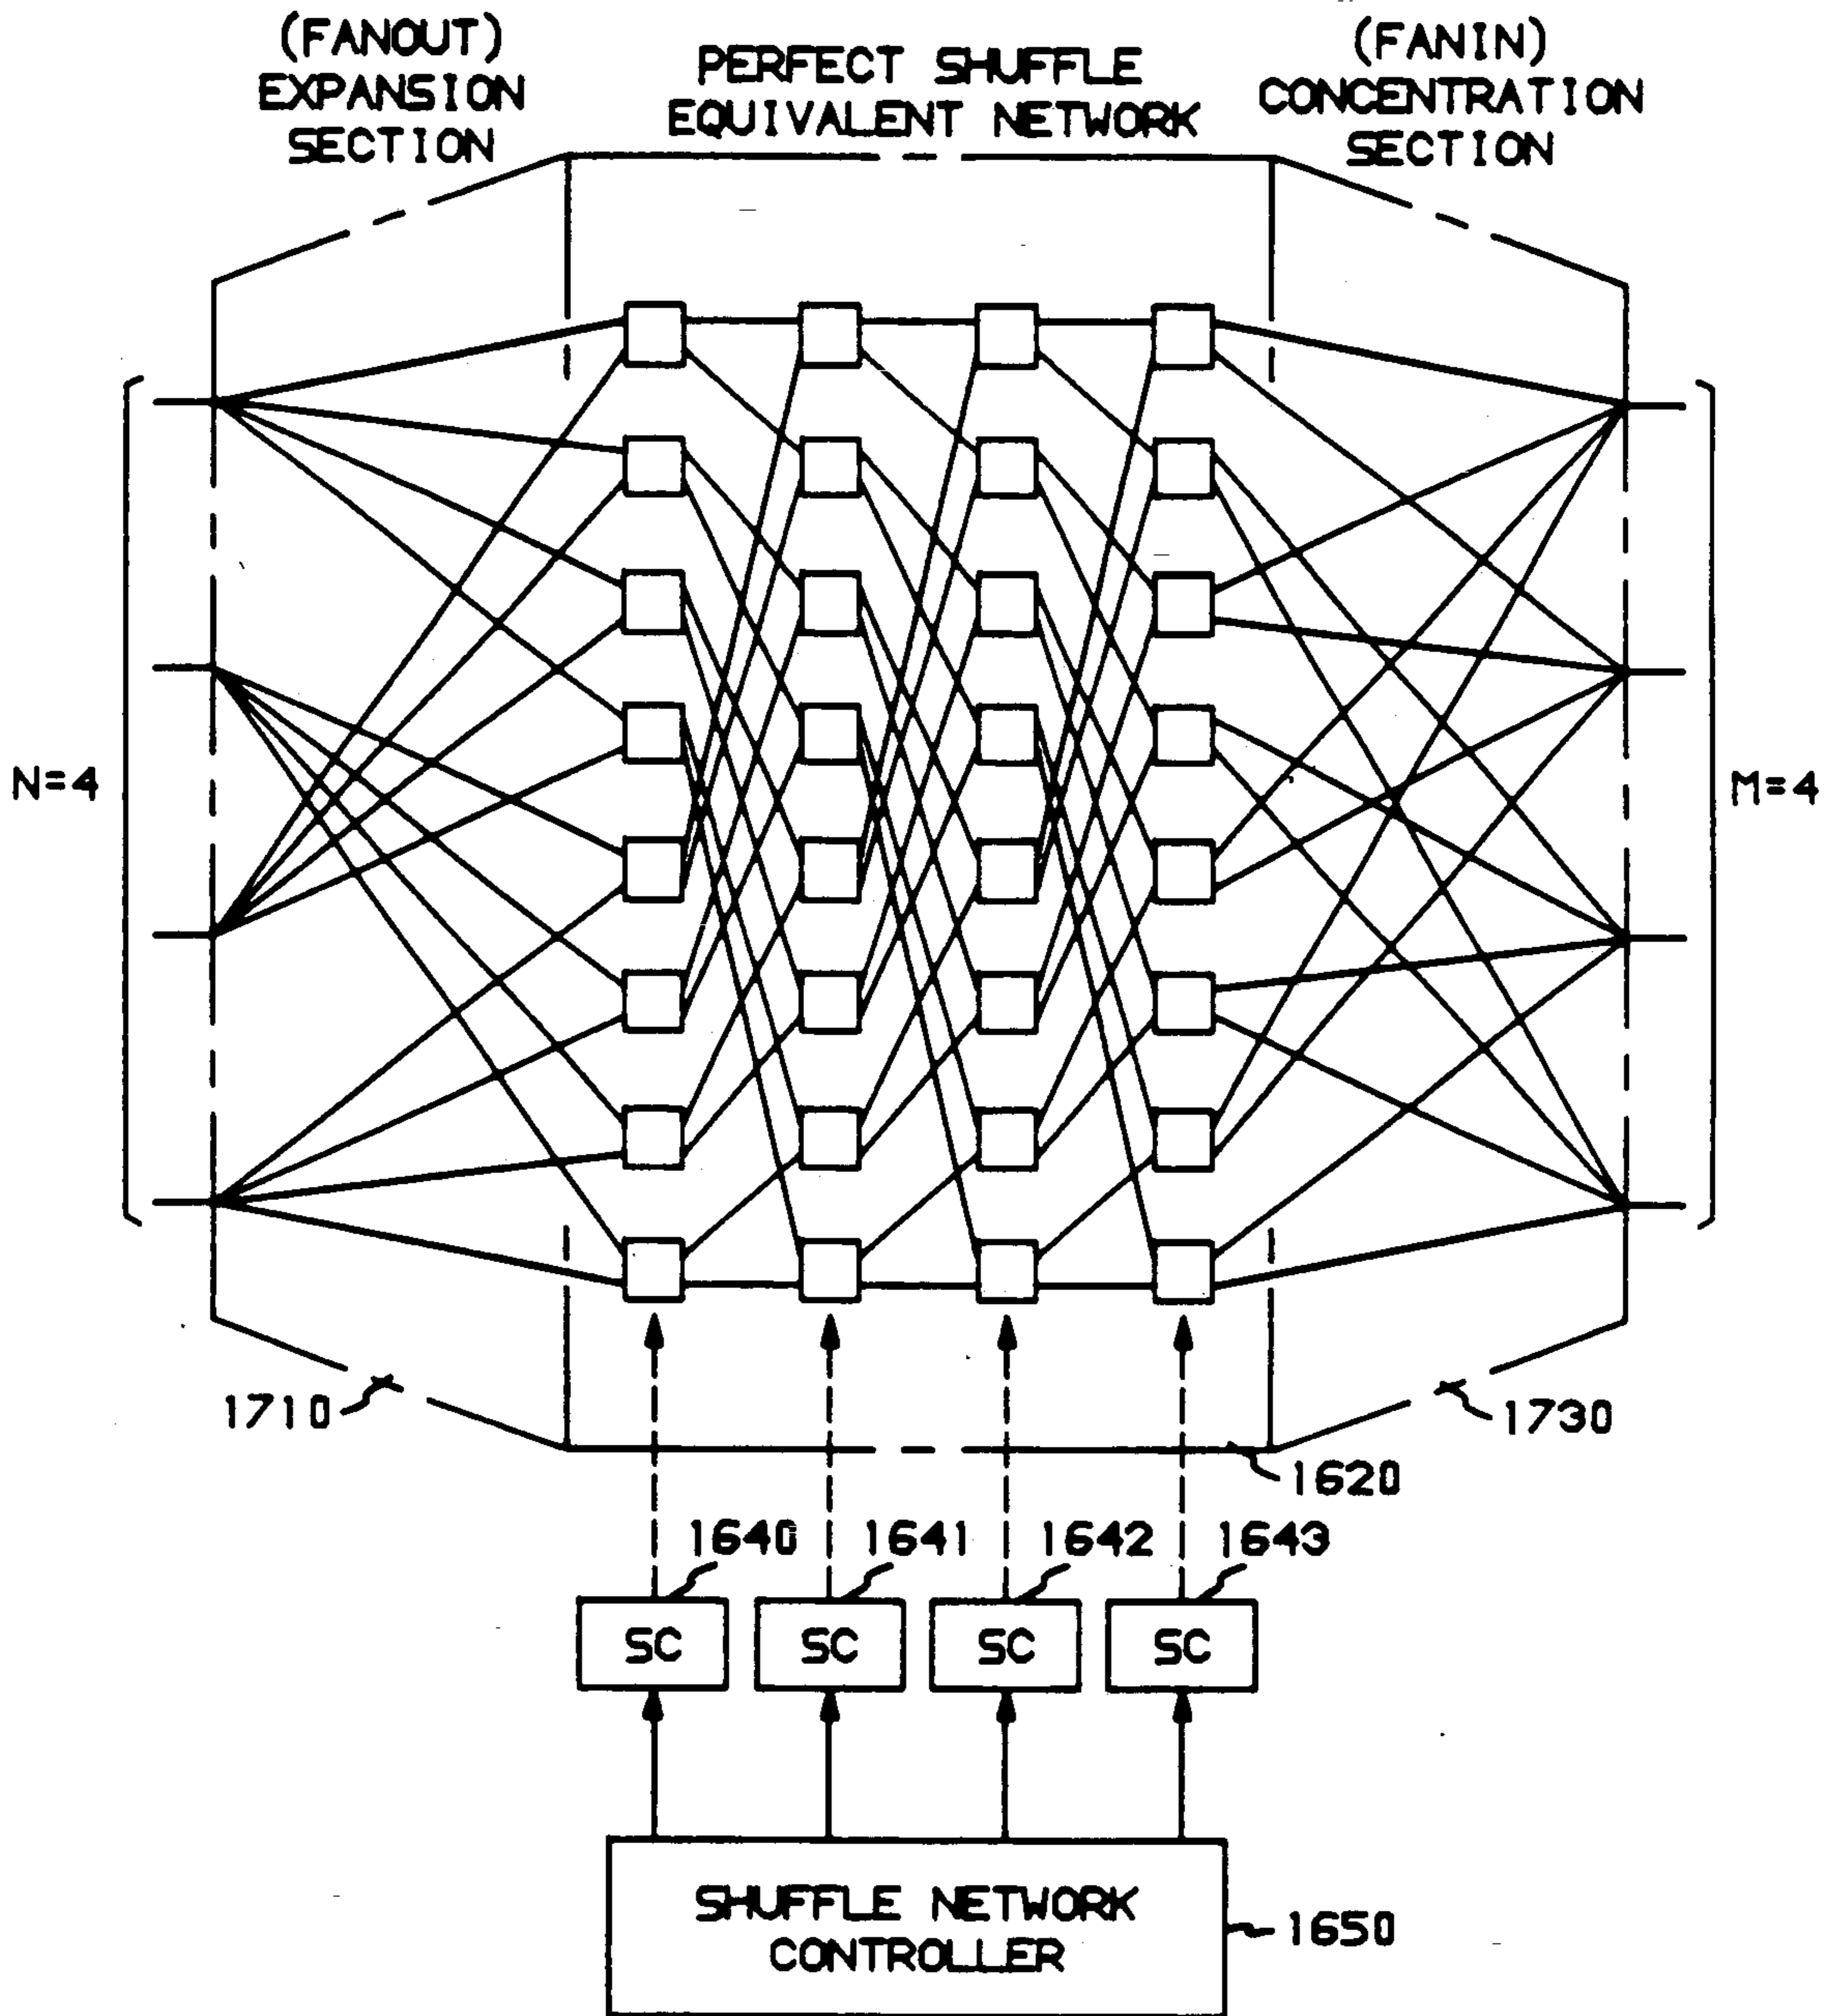 (FANOUT)
EXPANSION
SECTION
PERFECT SHUFFLE
EQUIVALENT NETWORK
(FANIN)
CONCENTRATION
SECTION
N=4
M=4
1710
1730
1620
1640
1641
1642
1643
SC
SC
SC
SC
SHUFFLE NETWORK
CONTROLLER
1650